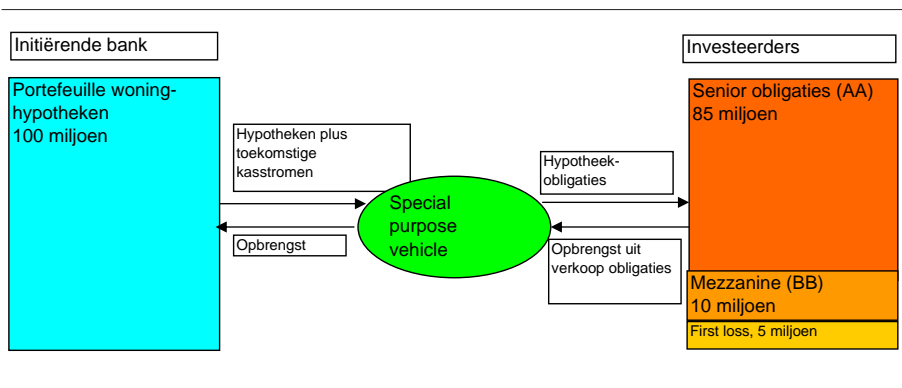 Initiërende bank
Investeerders
Portefeuille woning-
hypotheken
100 miljoen
Hypotheken plus
toekomstige
kasstromen
Opbrengst
Special
purpose
vehicle
Hypotheek-
obligaties
Opbrengst uit
verkoop obligaties
Senior obligaties (AA)
85 miljoen
Mezzanine (BB)
10 miljoen
First loss, 5 miljoen